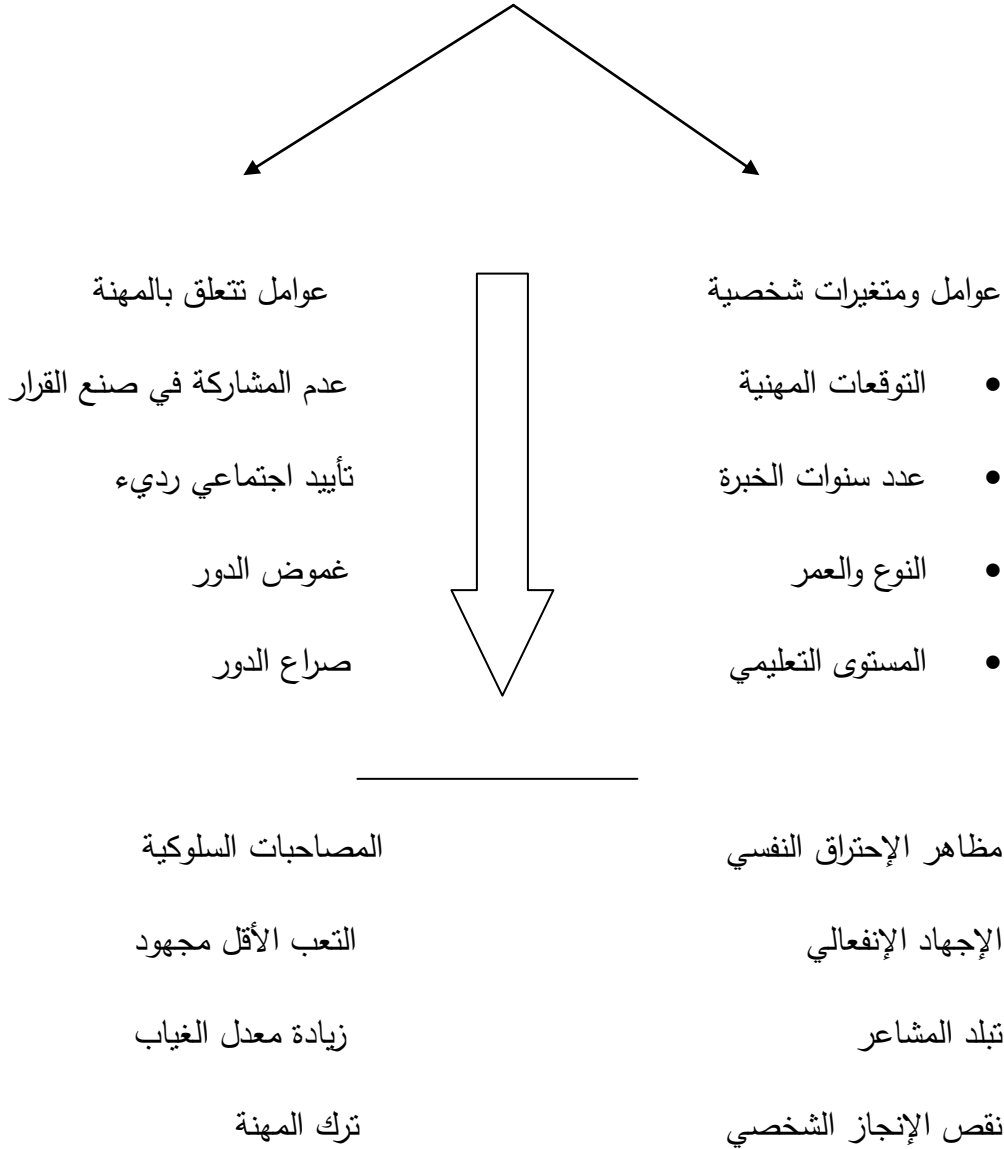 عوامل ومتغيرات شخصية
عوامل تتعلق بالمهنة
• التوقعات المهنية
عدم المشاركة في صنع القرار
• عدد سنوات الخبرة
تأييد اجتماعي رديء
• النوع والعمر
غموض الدور
• المستوى التعليمي
صراع الدور
مظاهر الإحتراق النفسي
المصاحبات السلوكية
الإجهاد الإنفعالي
التعب الأقل مجهود
تبلد المشاعر
زيادة معدل الغياب
نقص الإنجاز الشخصي
ترك المهنة